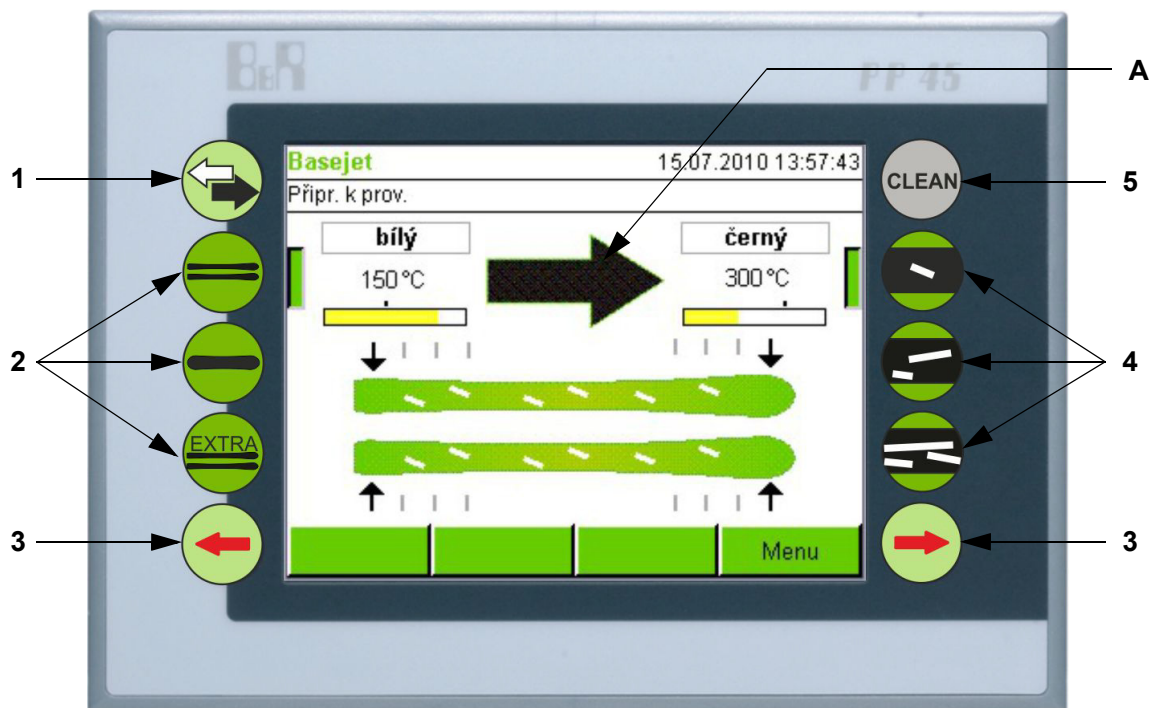 B&R
PP 45
A
1
Basejet 15.07.2010 13:57:43
CLEAN
5
Připr. k prov.
bílý
černý
150 °C
300 °C
2
4
EXTRA
3
Menu
3